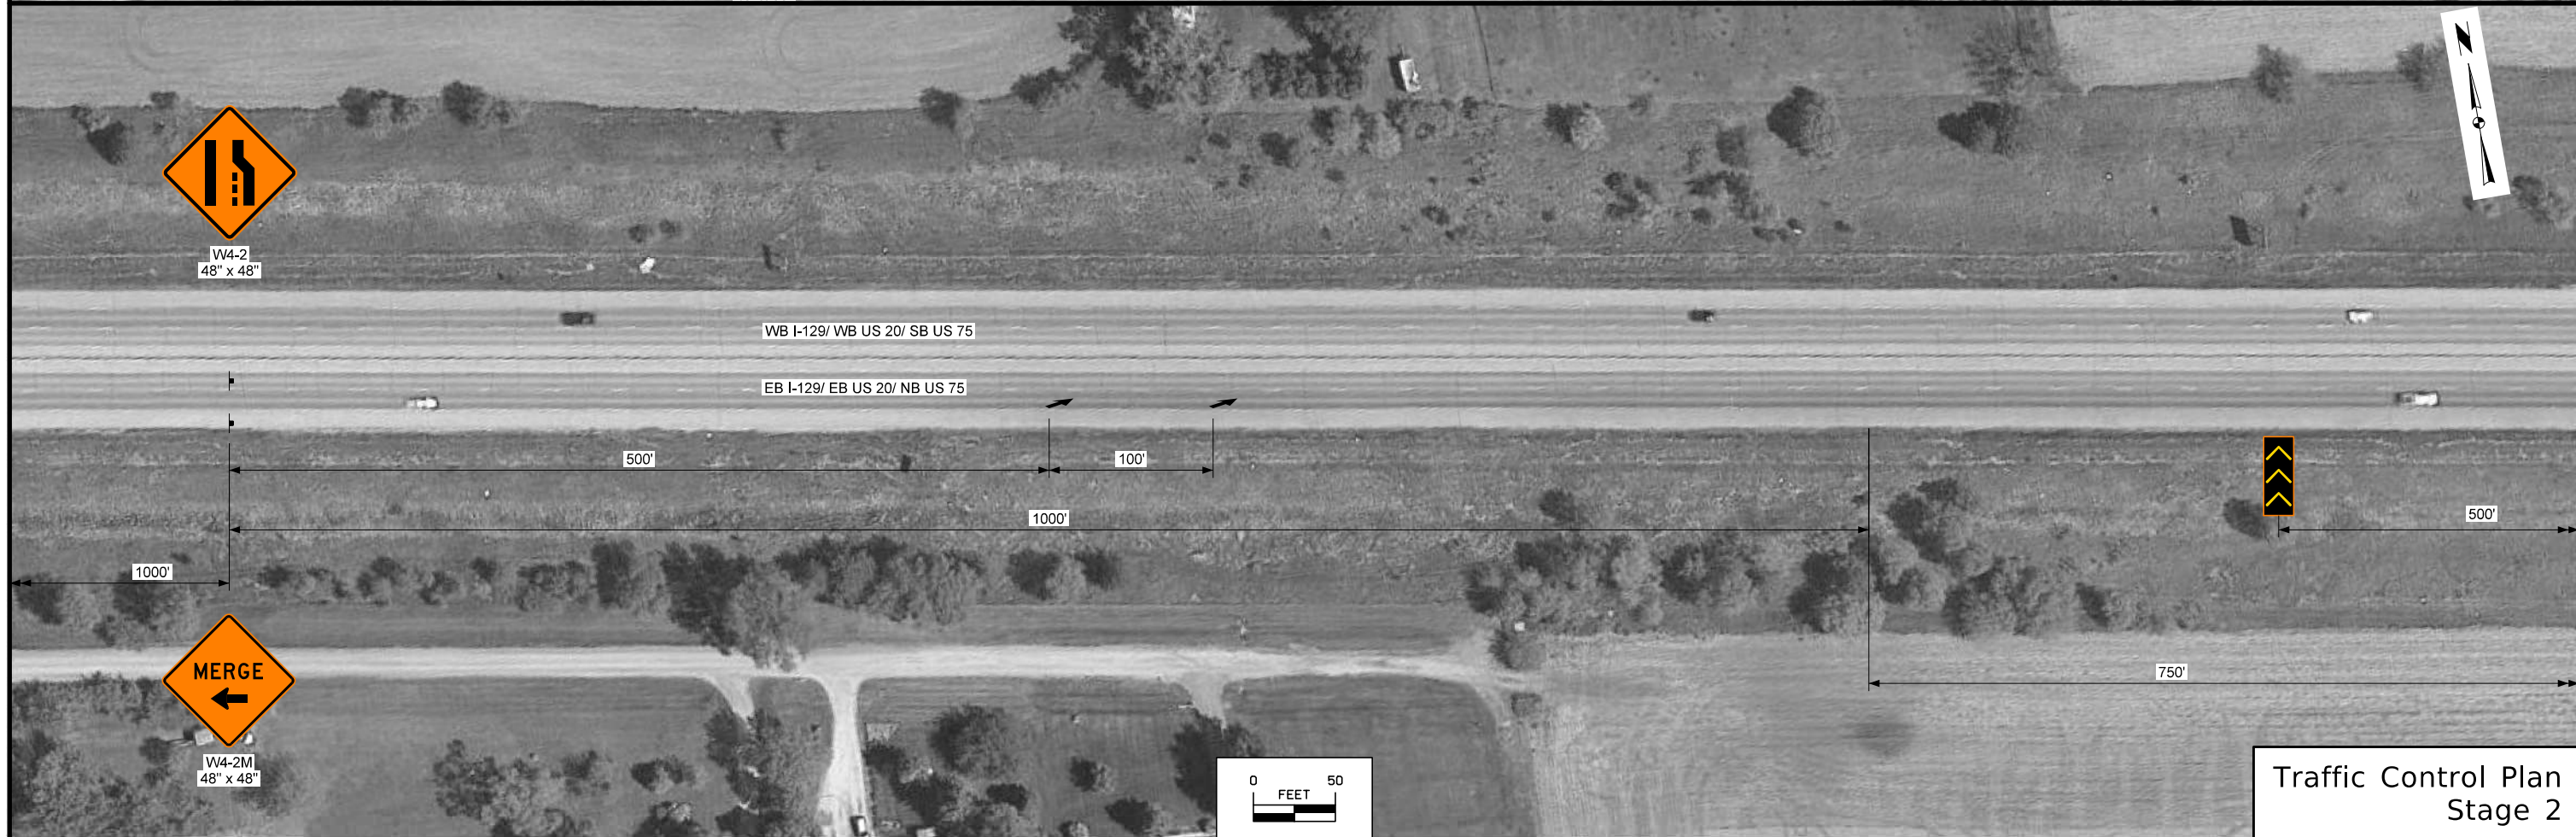 W4-2
48" x 48"
WB I-129/ WB US 20/ SB US 75
EB I-129/ EB US 20/ NB US 75
500'
100'
1000'
500'
1000'
750'
MERGE
W4-2M
48" x 48"
0 50
FEET
Traffic Control Plan
Stage 2
N